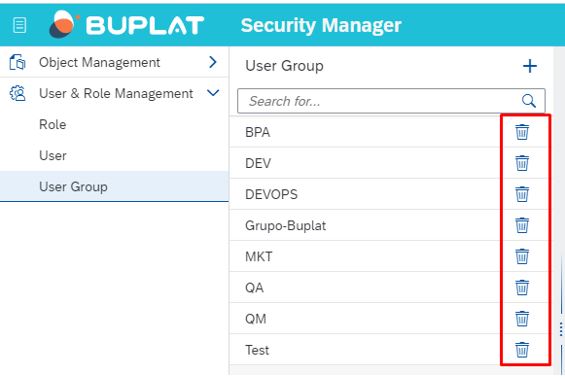 BUPLAT Security Manager
Object Management
User & Role Management
Role
User
User Group
User Group
Search for...
BPA
DEV
DEVOPS
Grupo-Buplat
MKT
QA
QM
Test